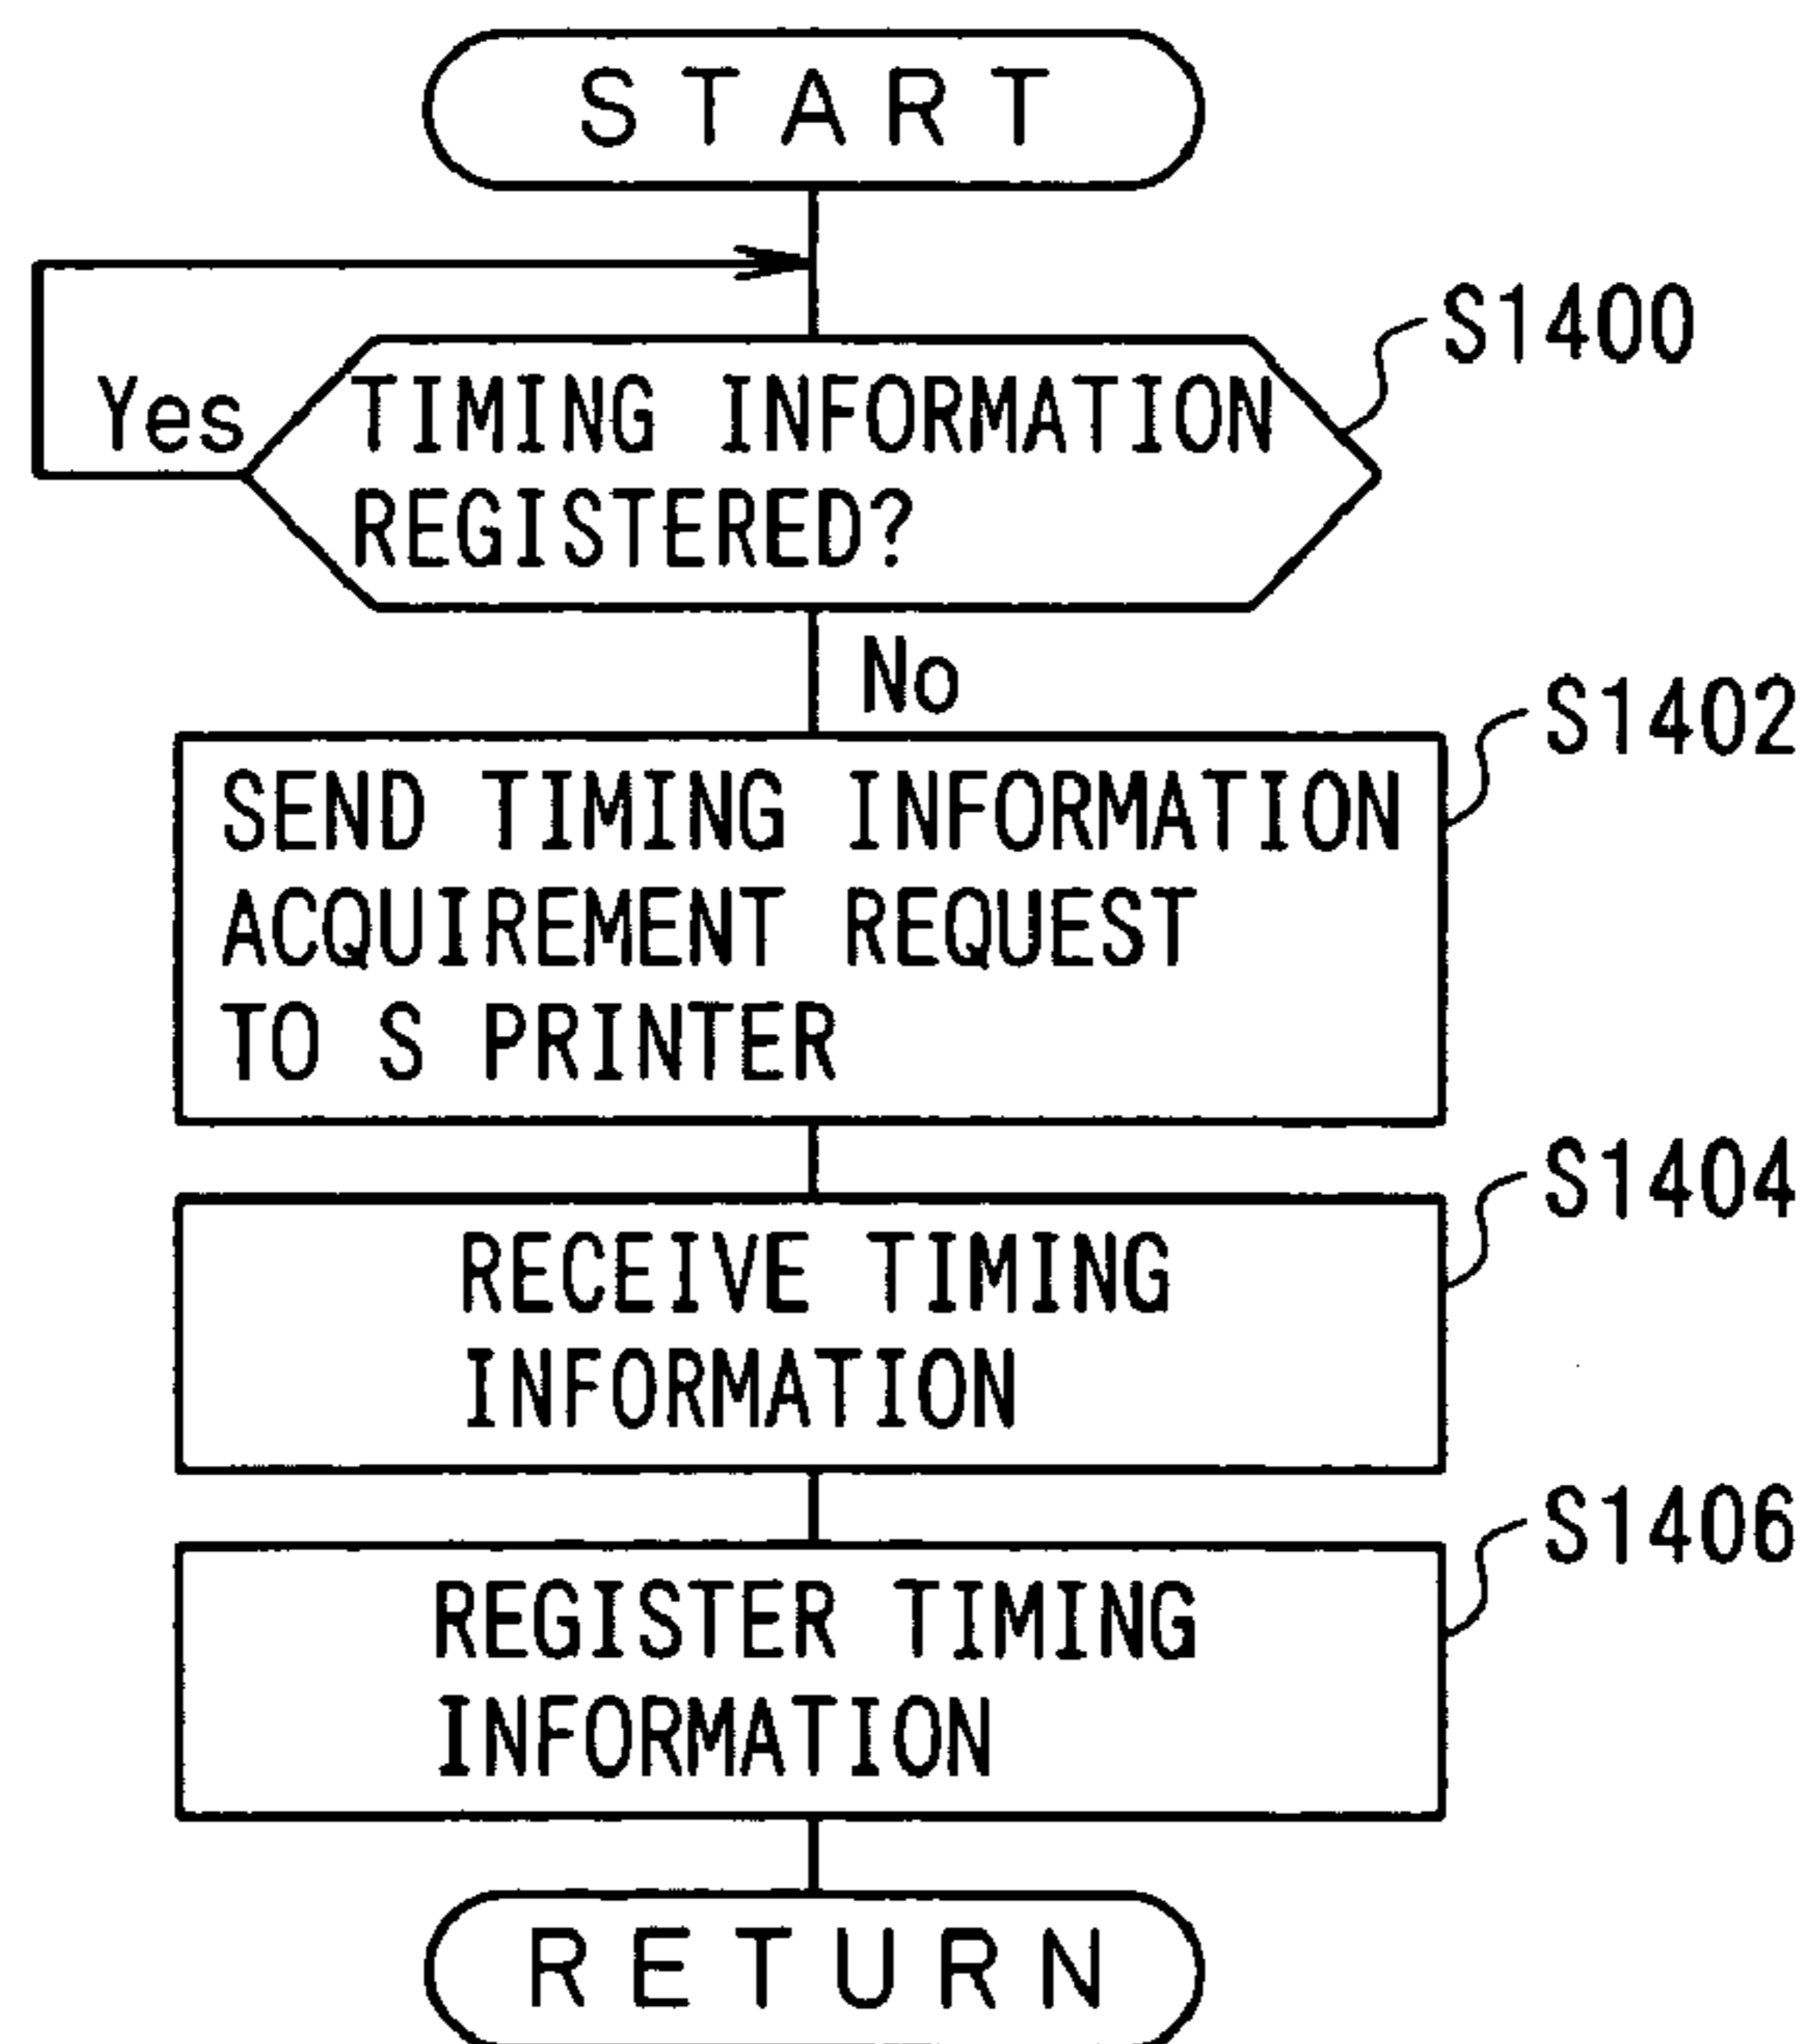 START
S1400
Yes
TIMING INFORMATION
REGISTERED?
No
S1402
SEND TIMING INFORMATION
ACQUIREMENT REQUEST
TO S PRINTER
S1404
RECEIVE TIMING
INFORMATION
S1406
REGISTER TIMING
INFORMATION
RETURN